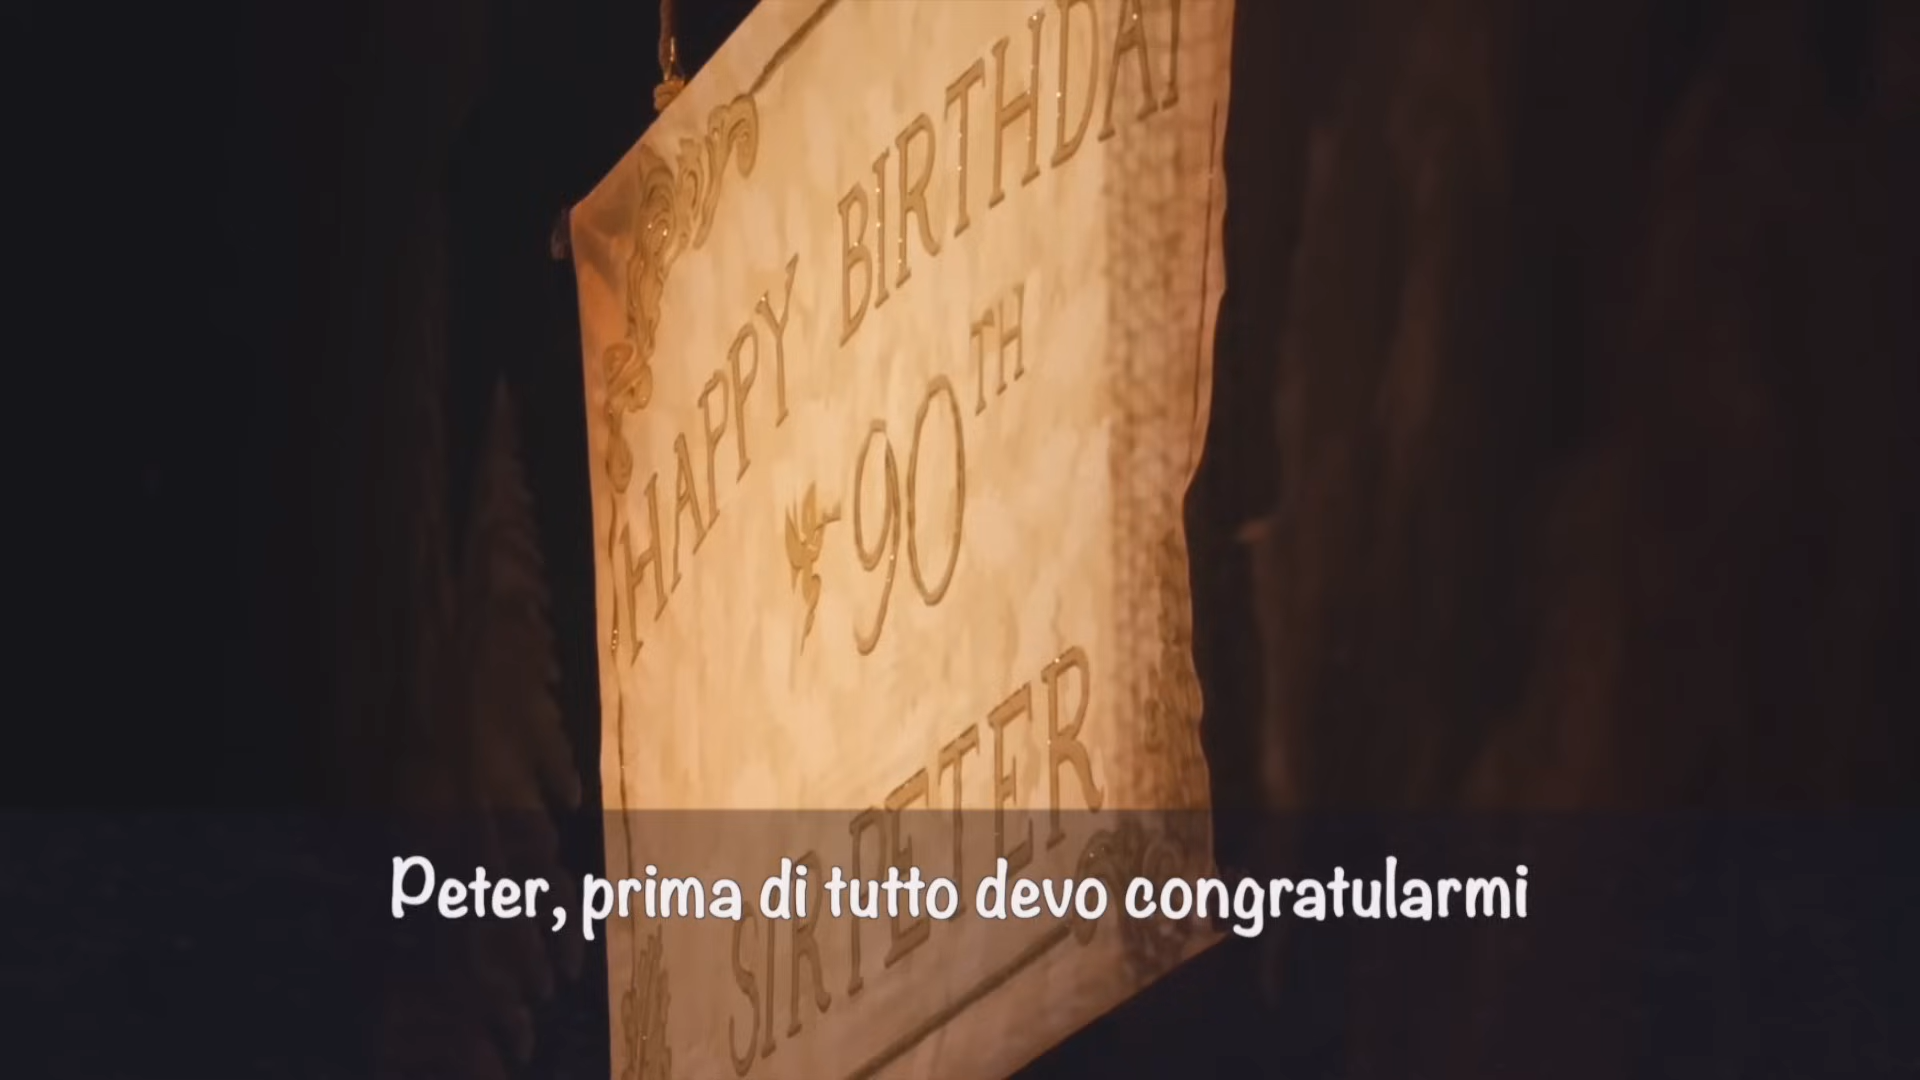 HAPPY BIRTHDAY
90TH
SIR PETER
Peter, prima di tutto devo congratularmi